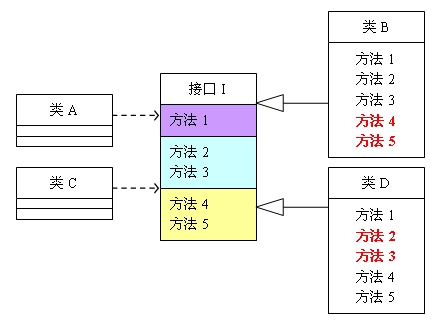 类 A
类 C
接口 I
方法 1
方法 2
方法 3
方法 4
方法 5
类 B
方法 1
方法 2
方法 3
方法 4
方法 5
类 D
方法 1
方法 2
方法 3
方法 4
方法 5